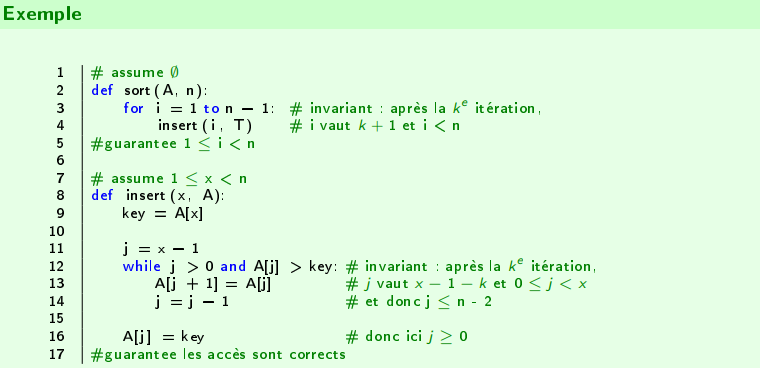 Exemple
1 # assume ∅
2 def sort(A, n):
3 for i = 1 to n − 1: # invariant : après la kᵉ itération,
4 insert(i, T) # i vaut k + 1 et i < n
5 #guarantee 1 ≤ i < n
6
7 # assume 1 ≤ x < n
8 def insert(x, A):
9 key = A[x]
10
11 j = x − 1
12 while j > 0 and A[j] > key: # invariant : après la kᵉ itération,
13 A[j + 1] = A[j] # j vaut x − 1 − k et 0 ≤ j < x
14 j = j − 1 # et donc j ≤ n - 2
15
16 A[j] = key # donc ici j ≥ 0
17 #guarantee les accès sont corrects